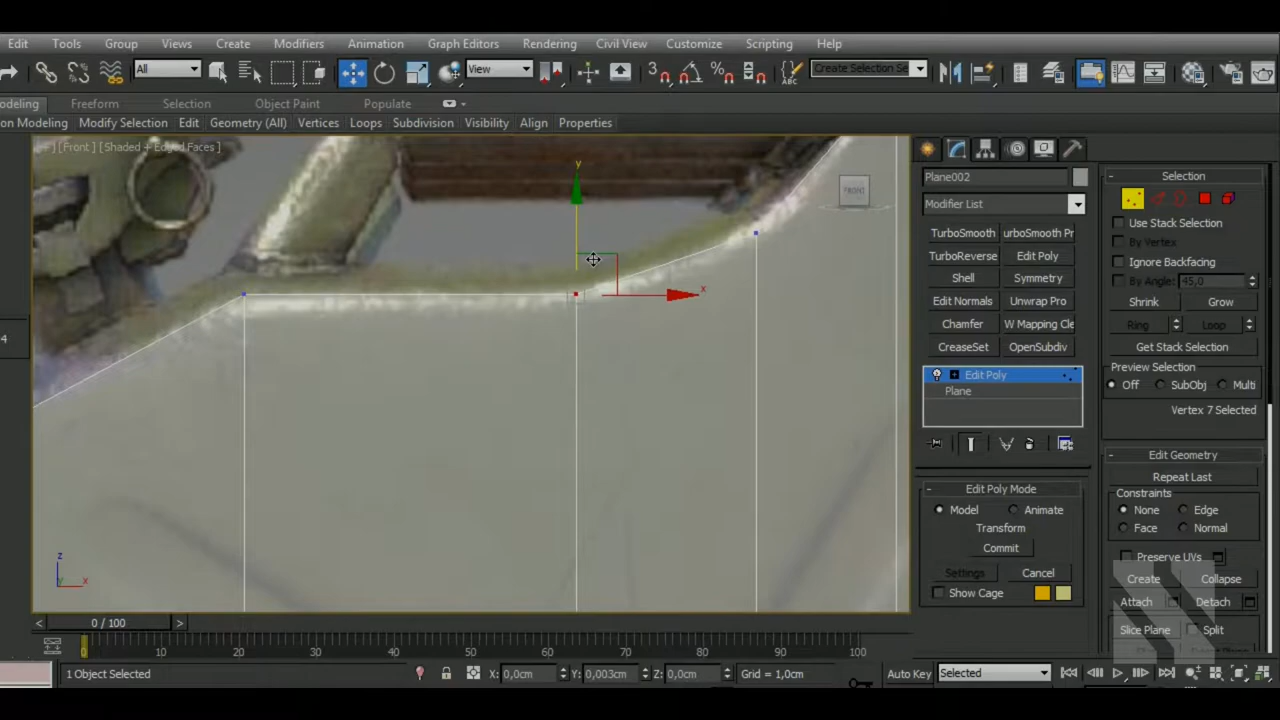 Edit Tools Group Views Create Modifiers Animation Graph Editors Rendering Civil View Customize Scripting Help
All View Create Selection Se
odeling Freeform Selection Object Paint Populate
on Modeling Modify Selection Edit Geometry (All) Vertices Loops Subdivision Visibility Align Properties
[+] [Front] [Shaded + Edged Faces]
FRONT
y
x
z
y
x
4
Plane002
Modifier List
TurboSmooth urboSmooth Pr
TurboReverse Edit Poly
Shell Symmetry
Edit Normals Unwrap Pro
Chamfer W Mapping Cle
CreaseSet OpenSubdiv
Edit Poly
Plane
Edit Poly Mode
Model Animate
Transform
Commit
Settings Cancel
Show Cage
Selection
Use Stack Selection
By Vertex
Ignore Backfacing
By Angle: 45,0
Shrink Grow
Ring Loop
Get Stack Selection
Preview Selection
Off SubObj Multi
Vertex 7 Selected
Edit Geometry
Repeat Last
Constraints
None Edge
Face Normal
Preserve UVs
Create Collapse
Attach Detach
Slice Plane Split
< 0 / 100 >
0 10 20 30 40 50 60 70 80 90 100
1 Object Selected X: 0,0cm Y: 0,003cm Z: 0,0cm Grid = 1,0cm Auto Key Selected